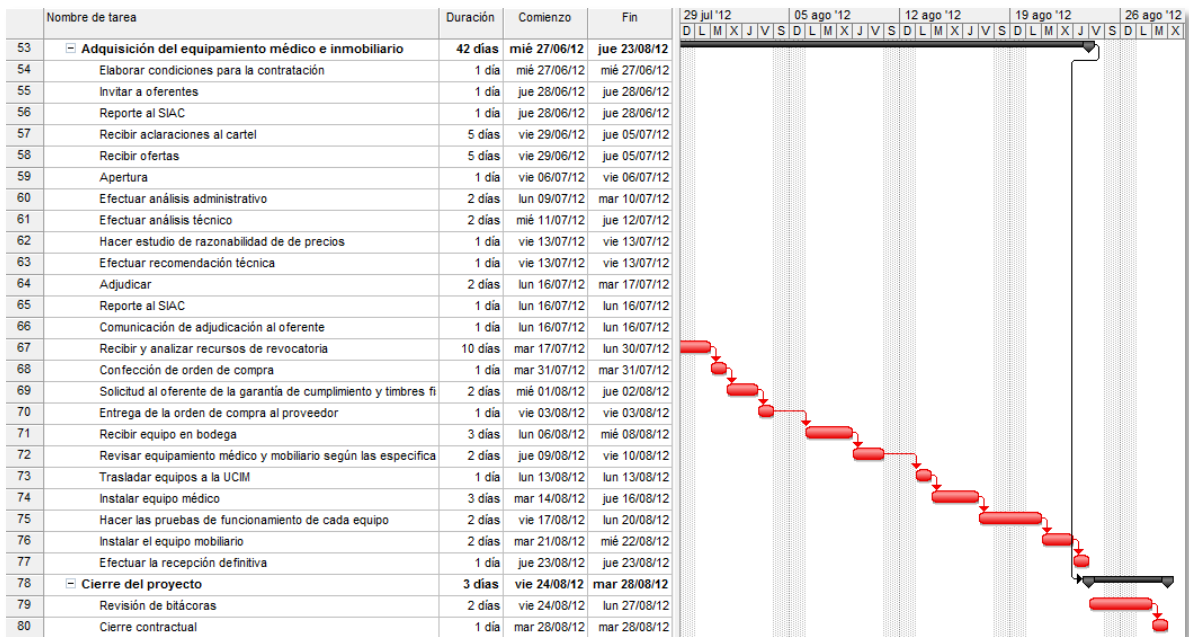 Nombre de tarea Duración Comienzo Fin 29 jul '12 05 ago '12 12 ago '12 19 ago '12 26 ago '12
D L M X J V S D L M X J V S D L M X J V S D L M X J V S D L M X
53 Adquisición del equipamiento médico e inmobiliario 42 días mié 27/06/12 jue 23/08/12
54 Elaborar condiciones para la contratación 1 día mié 27/06/12 mié 27/06/12
55 Invitar a oferentes 1 día jue 28/06/12 jue 28/06/12
56 Reporte al SIAC 1 día jue 28/06/12 jue 28/06/12
57 Recibir aclaraciones al cartel 5 días vie 29/06/12 jue 05/07/12
58 Recibir ofertas 5 días vie 29/06/12 jue 05/07/12
59 Apertura 1 día vie 06/07/12 vie 06/07/12
60 Efectuar análisis administrativo 2 días lun 09/07/12 mar 10/07/12
61 Efectuar análisis técnico 2 días mié 11/07/12 jue 12/07/12
62 Hacer estudio de razonabilidad de de precios 1 día vie 13/07/12 vie 13/07/12
63 Efectuar recomendación técnica 1 día vie 13/07/12 vie 13/07/12
64 Adjudicar 2 días lun 16/07/12 mar 17/07/12
65 Reporte al SIAC 1 día lun 16/07/12 lun 16/07/12
66 Comunicación de adjudicación al oferente 1 día lun 16/07/12 lun 16/07/12
67 Recibir y analizar recursos de revocatoria 10 días mar 17/07/12 lun 30/07/12
68 Confección de orden de compra 1 día mar 31/07/12 mar 31/07/12
69 Solicitud al oferente de la garantía de cumplimiento y timbres fi 2 días mié 01/08/12 jue 02/08/12
70 Entrega de la orden de compra al proveedor 1 día vie 03/08/12 vie 03/08/12
71 Recibir equipo en bodega 3 días lun 06/08/12 mié 08/08/12
72 Revisar equipamiento médico y mobiliario según las especifica 2 días jue 09/08/12 vie 10/08/12
73 Trasladar equipos a la UCIM 1 día lun 13/08/12 lun 13/08/12
74 Instalar equipo médico 3 días mar 14/08/12 jue 16/08/12
75 Hacer las pruebas de funcionamiento de cada equipo 2 días vie 17/08/12 lun 20/08/12
76 Instalar el equipo mobiliario 2 días mar 21/08/12 mié 22/08/12
77 Efectuar la recepción definitiva 1 día jue 23/08/12 jue 23/08/12
78 Cierre del proyecto 3 días vie 24/08/12 mar 28/08/12
79 Revisión de bitácoras 2 días vie 24/08/12 lun 27/08/12
80 Cierre contractual 1 día mar 28/08/12 mar 28/08/12